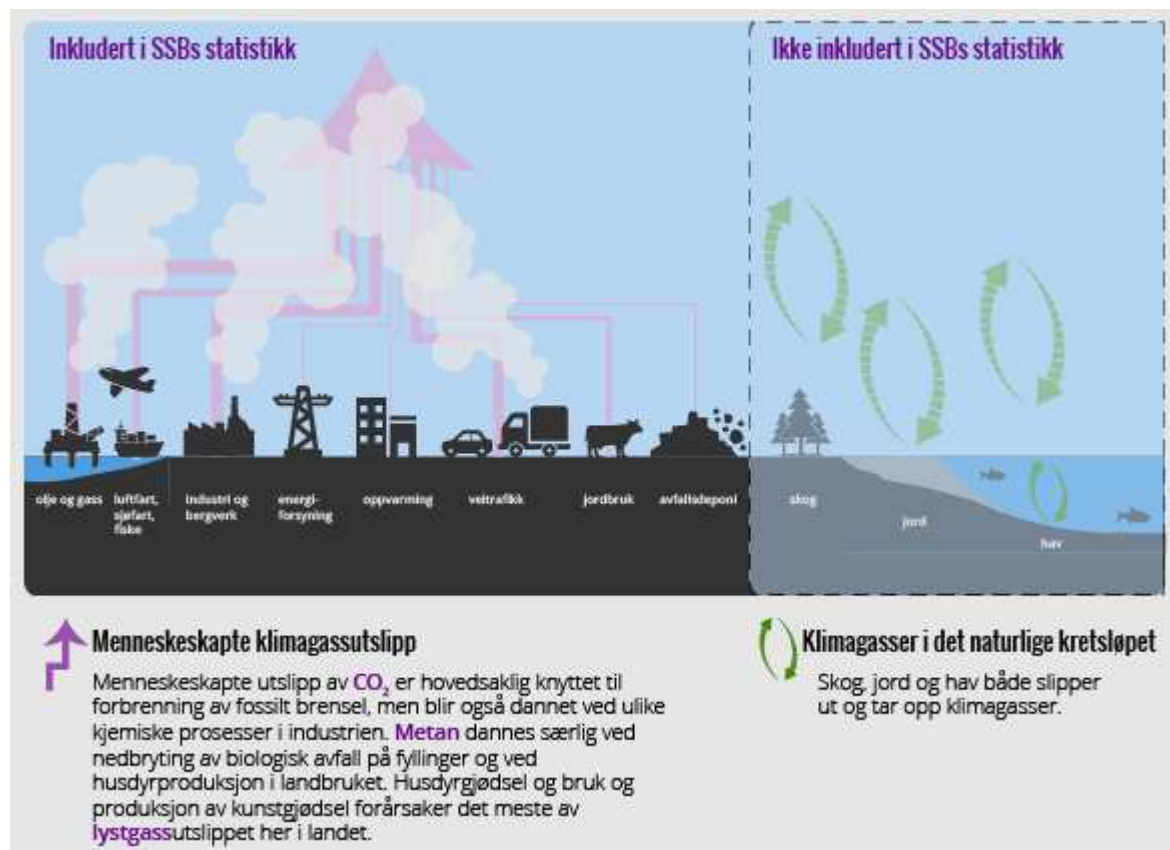 Inkludert i SSBs statistikk
Ikke inkludert i SSBs statistikk
olje og gass
luftfart,
sjøfart,
fiske
industri og
bergverk
energi-
forsyning
oppvarming
veitrafikk
jordbruk
avfallsdeponi
skog
jord
hav
Menneskeskapte klimagassutslipp
Menneskeskapte utslipp av CO₂ er hovedsaklig knyttet til
forbrenning av fossilt brensel, men blir også dannet ved ulike
kjemiske prosesser i industrien. Metan dannes særlig ved
nedbryting av biologisk avfall på fyllinger og ved
husdyrproduksjon i landbruket. Husdyrgjødsel og bruk og
produksjon av kunstgjødsel forårsaker det meste av
lystgassutslippet her i landet.
Klimagasser i det naturlige kretsløpet
Skog, jord og hav både slipper
ut og tar opp klimagasser.